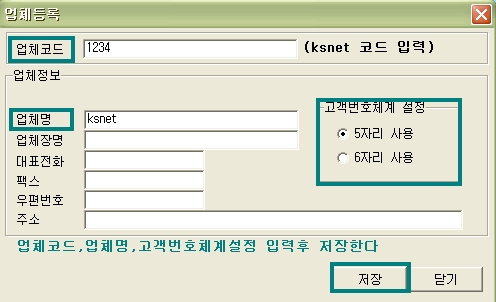 업체등록
업체코드 1234 (ksnet 코드 입력)
업체정보
고객번호체계 설정
업체명 ksnet
5자리 사용
업체장명
대표전화
6자리 사용
팩스
우편번호
주소
업체코드,업체명,고객번호체계설정 입력후 저장한다
저장 닫기